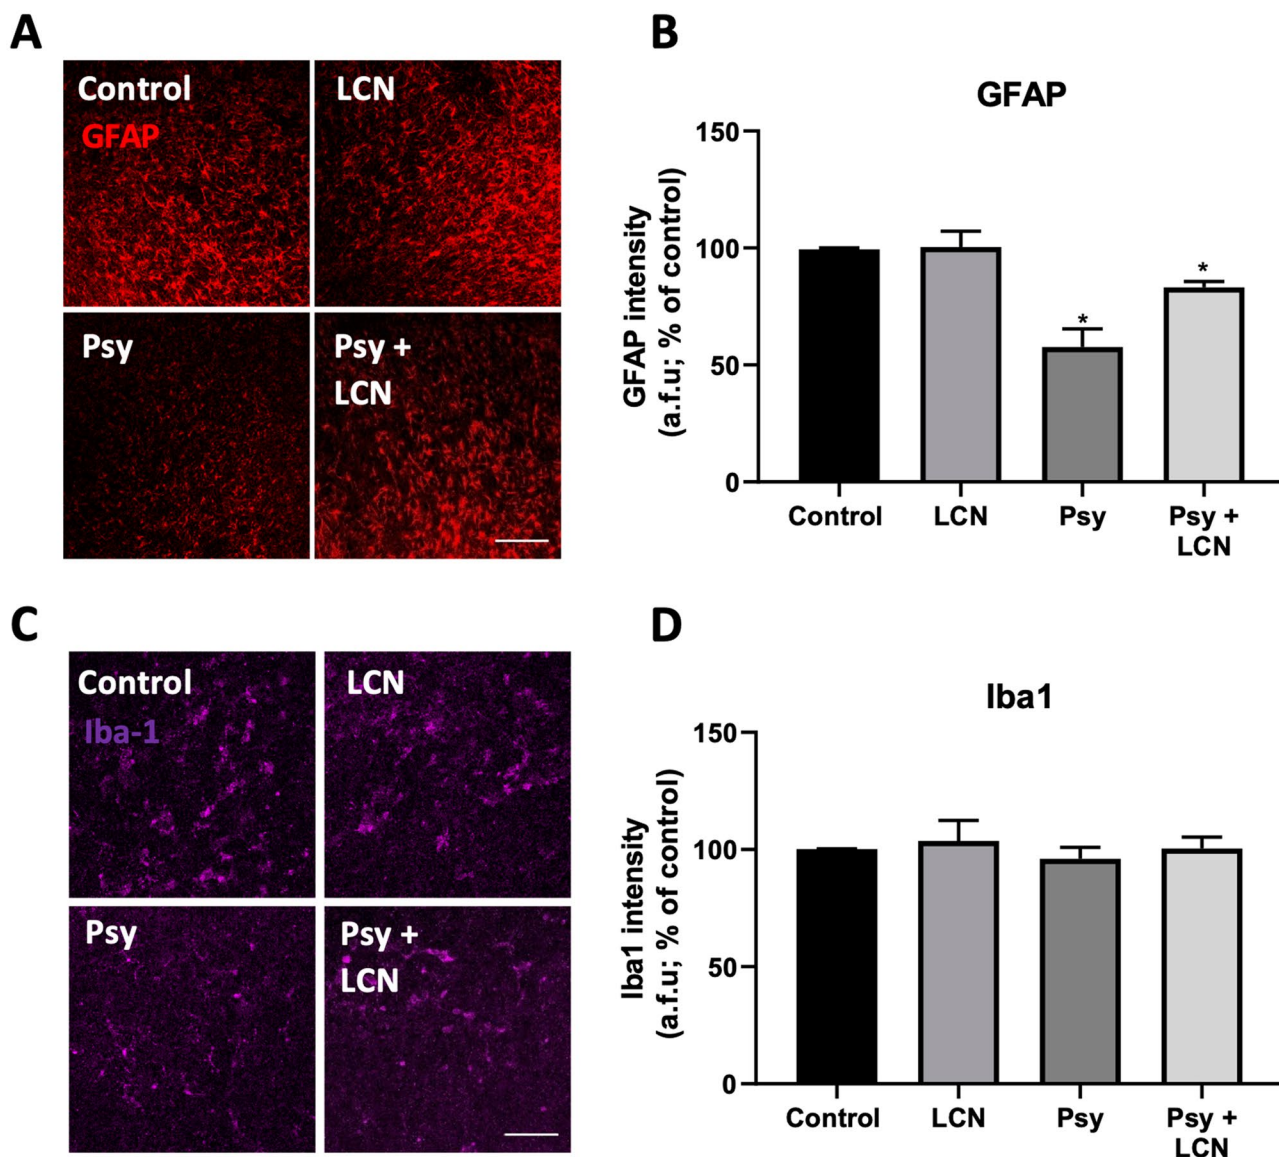 A
Control
GFAP
LCN
Psy
Psy +
LCN
B
GFAP
GFAP intensity
(a.f.u; % of control)
150
100
50
0
*
*
Control
LCN
Psy
Psy +
LCN
C
Control
Iba-1
LCN
Psy
Psy +
LCN
D
Iba1
Iba1 intensity
(a.f.u; % of control)
150
100
50
0
Control
LCN
Psy
Psy +
LCN